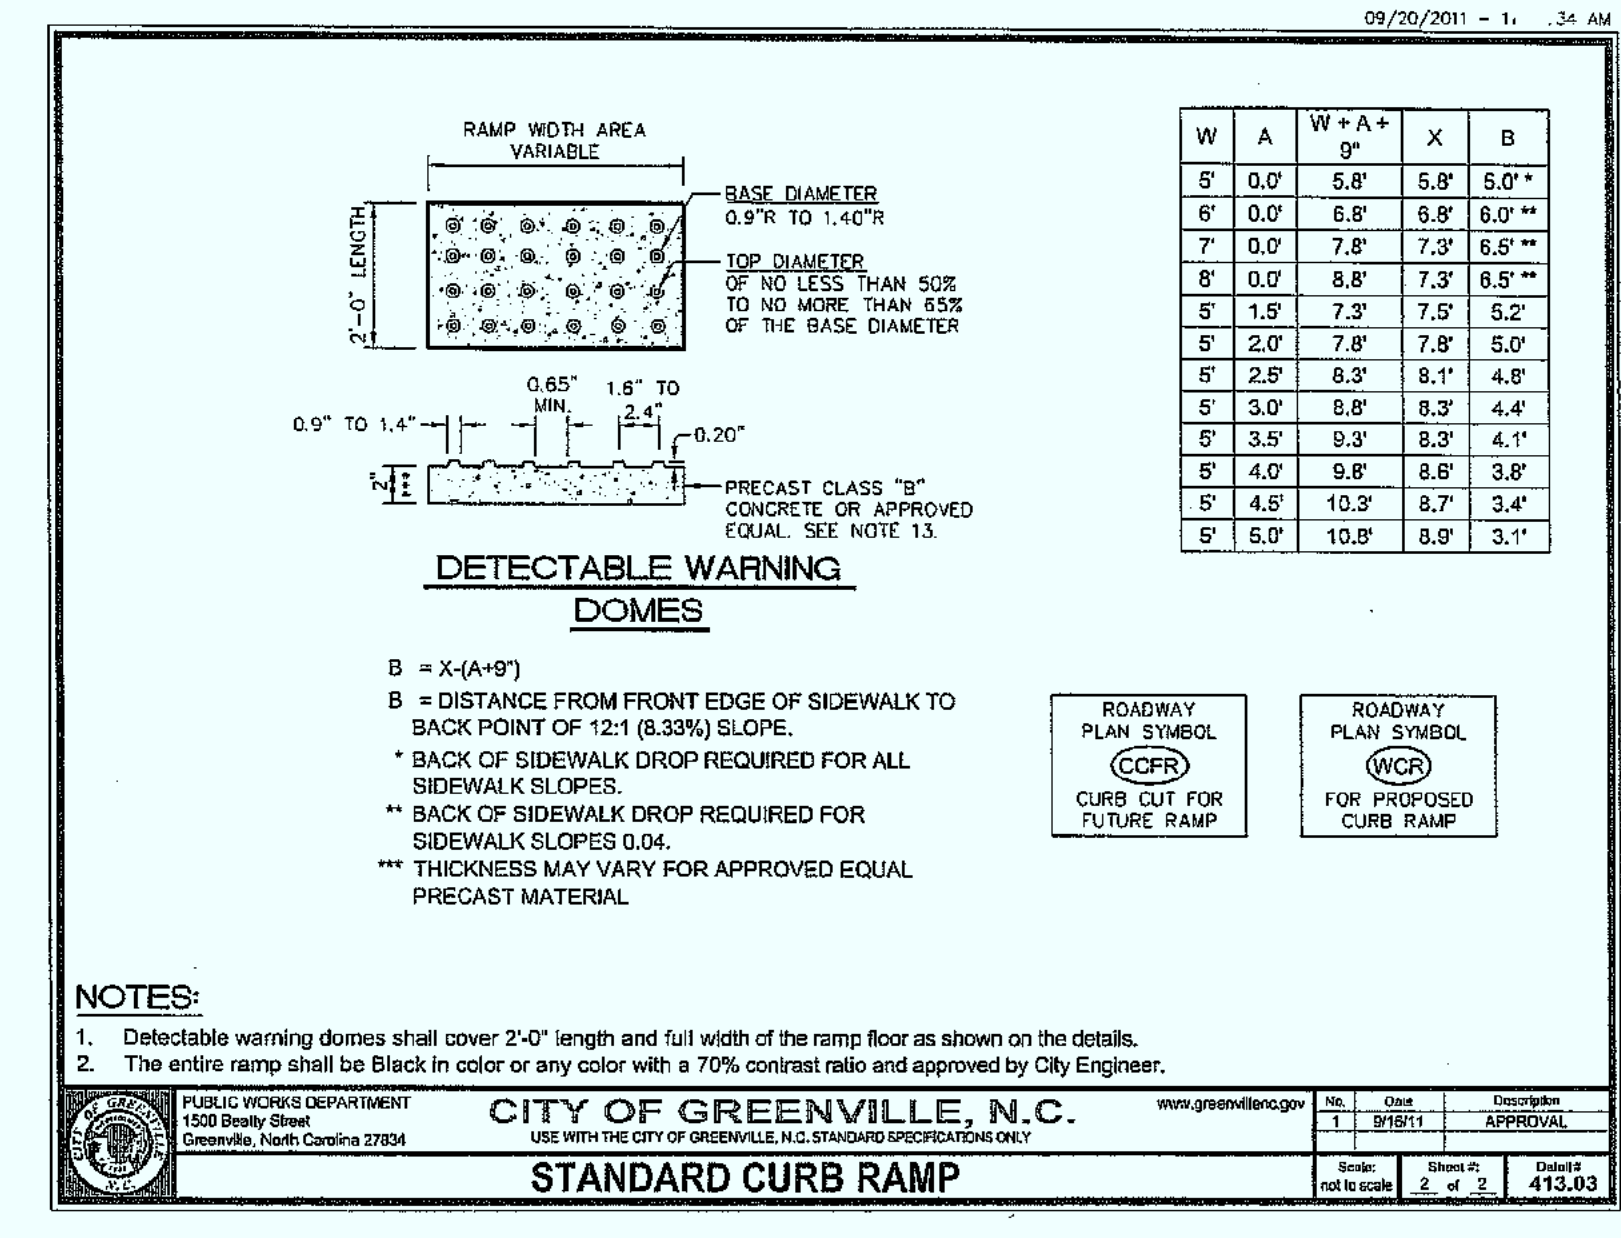 09/20/2011 - 1 :34 AM
RAMP WIDTH AREA
VARIABLE
2'-0" LENGTH
BASE DIAMETER
0.9"R TO 1.40"R
TOP DIAMETER
OF NO LESS THAN 50%
TO NO MORE THAN 65%
OF THE BASE DIAMETER
0.9" TO 1.4"
0.65"
MIN.
1.6" TO
2.4"
0.20"
2"
***
PRECAST CLASS "B"
CONCRETE OR APPROVED
EQUAL. SEE NOTE 13.
DETECTABLE WARNING
DOMES
W A W + A + 9" X B
5' 0.0' 5.8' 5.8' 5.0' *
6' 0.0' 6.8' 6.8' 6.0' **
7' 0.0' 7.8' 7.3' 6.5' **
8' 0.0' 8.8' 7.3' 6.5' **
5' 1.5' 7.3' 7.5' 5.2'
5' 2.0' 7.8' 7.8' 5.0'
5' 2.5' 8.3' 8.1' 4.8'
5' 3.0' 8.8' 8.3' 4.4'
5' 3.5' 9.3' 8.3' 4.1'
5' 4.0' 9.8' 8.6' 3.8'
5' 4.5' 10.3' 8.7' 3.4'
5' 5.0' 10.8' 8.9' 3.1'
B = X-(A+9")
B = DISTANCE FROM FRONT EDGE OF SIDEWALK TO
BACK POINT OF 12:1 (8.33%) SLOPE.
* BACK OF SIDEWALK DROP REQUIRED FOR ALL
SIDEWALK SLOPES.
** BACK OF SIDEWALK DROP REQUIRED FOR
SIDEWALK SLOPES 0.04.
*** THICKNESS MAY VARY FOR APPROVED EQUAL
PRECAST MATERIAL
ROADWAY
PLAN SYMBOL
CCFR
CURB CUT FOR
FUTURE RAMP
ROADWAY
PLAN SYMBOL
WCR
FOR PROPOSED
CURB RAMP
NOTES:
1. Detectable warning domes shall cover 2'-0" length and full width of the ramp floor as shown on the details.
2. The entire ramp shall be Black in color or any color with a 70% contrast ratio and approved by City Engineer.
CITY OF GREENVILLE
N.C.
PUBLIC WORKS DEPARTMENT
1500 Beatty Street
Greenville, North Carolina 27834
CITY OF GREENVILLE, N.C.
USE WITH THE CITY OF GREENVILLE, N.C. STANDARD SPECIFICATIONS ONLY
www.greenvillenc.gov
STANDARD CURB RAMP
No. Date Description
1 9/16/11 APPROVAL
Scale:
not to scale
Sheet #:
2 of 2
Detail#
413.03